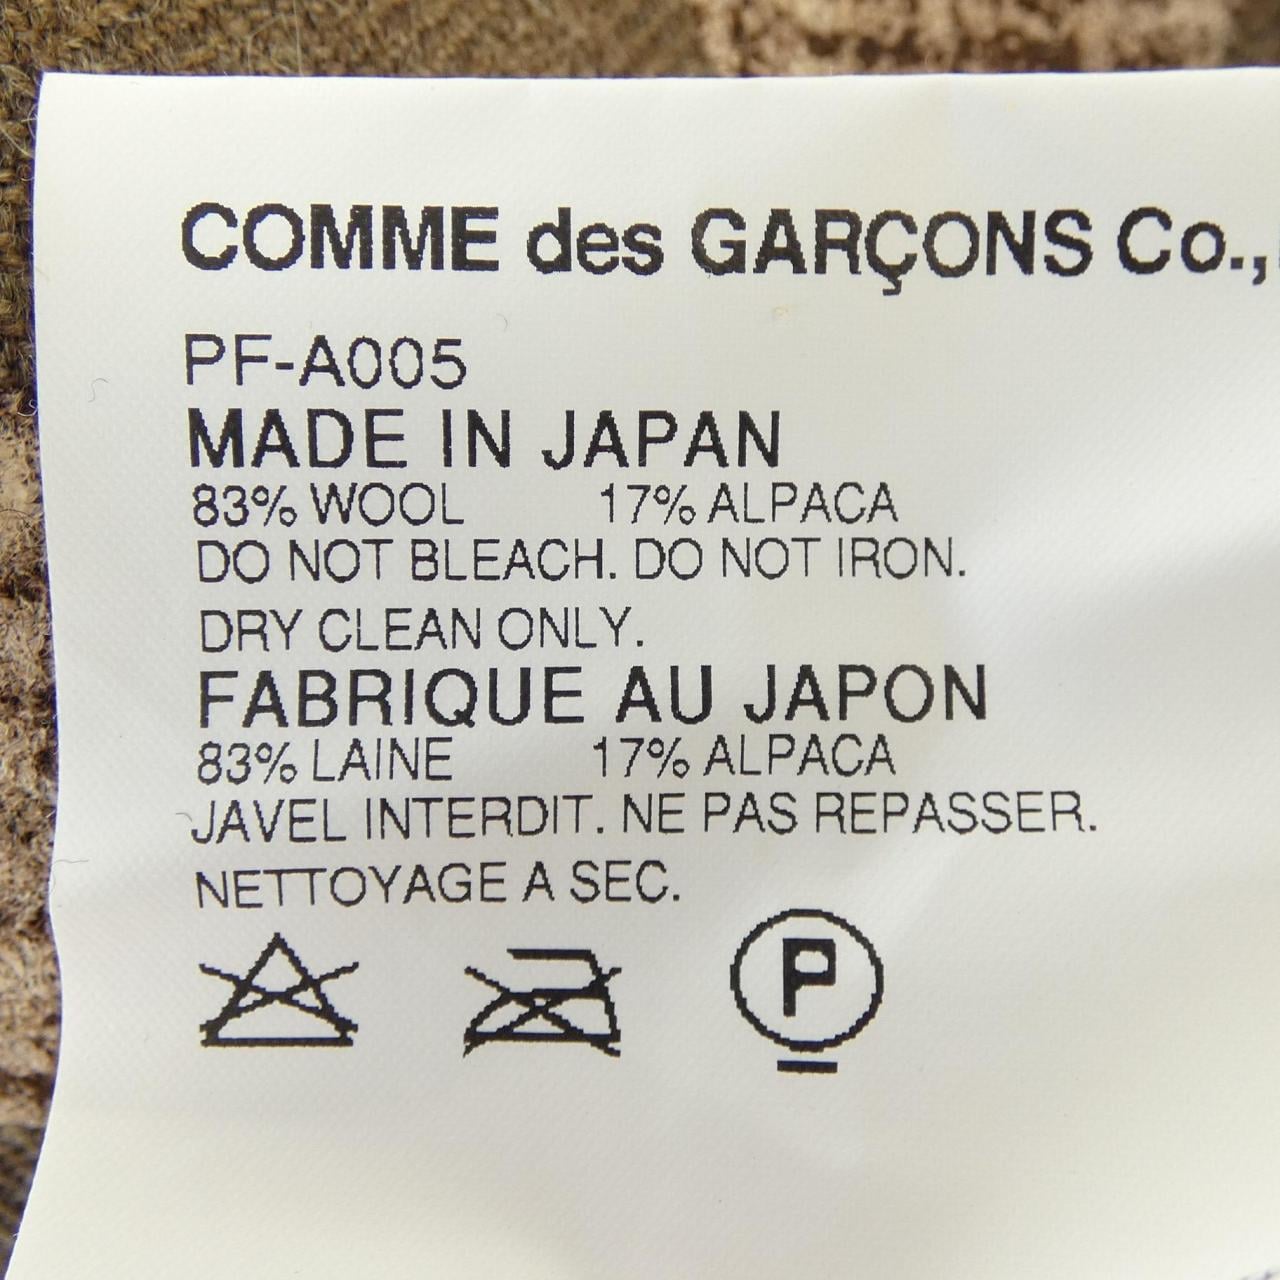 COMME des GARÇONS Co.,
PF-A005
MADE IN JAPAN
83% WOOL 17% ALPACA
DO NOT BLEACH. DO NOT IRON.
DRY CLEAN ONLY.
FABRIQUE AU JAPON
83% LAINE 17% ALPACA
JAVEL INTERDIT. NE PAS REPASSER.
NETTOYAGE A SEC.
P